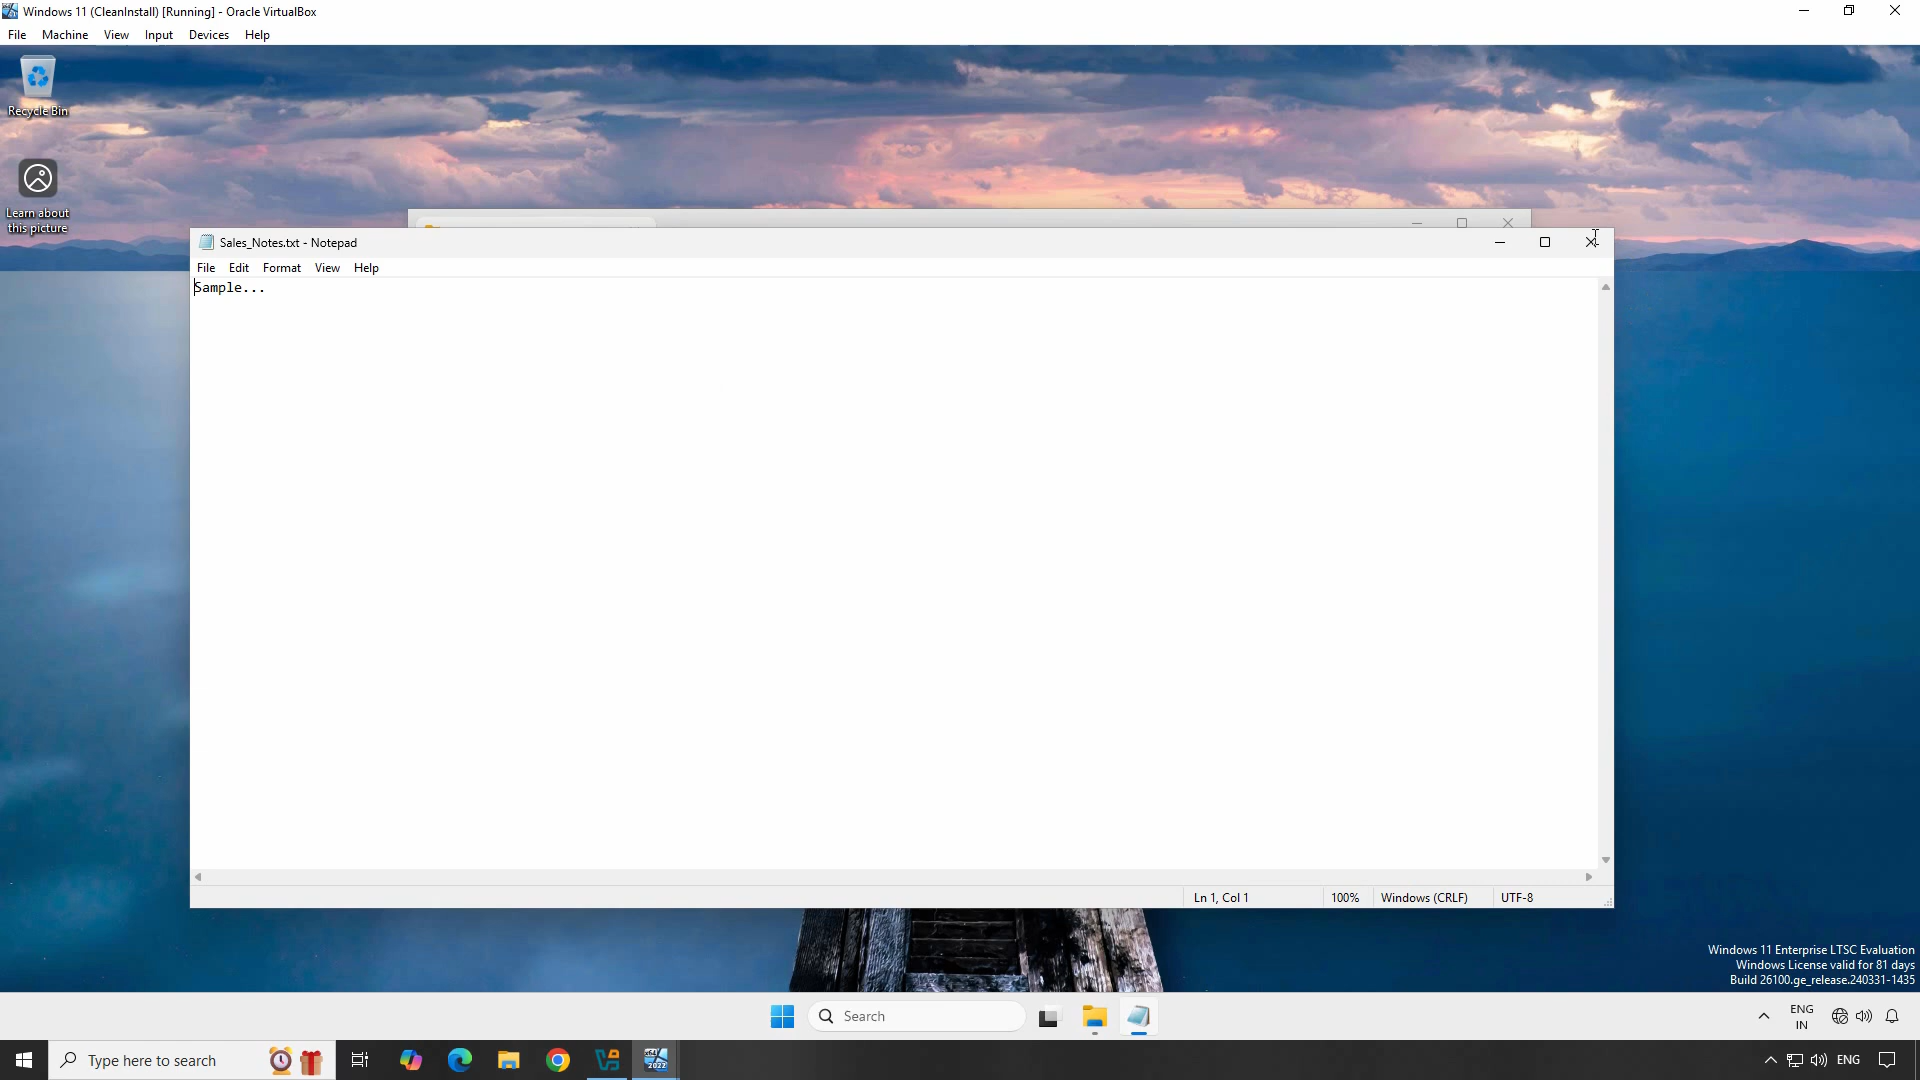 Windows 11 (CleanInstall) [Running] - Oracle VirtualBox
File Machine View Input Devices Help
Recycle Bin
Learn about
this picture
Sales_Notes.txt - Notepad
File Edit Format View Help
Sample...
Ln 1, Col 1 100% Windows (CRLF) UTF-8
Windows 11 Enterprise LTSC Evaluation
Windows License valid for 81 days
Build 26100.ge_release.240331-1435
Search
ENG
IN
Type here to search
x64
2022
ENG